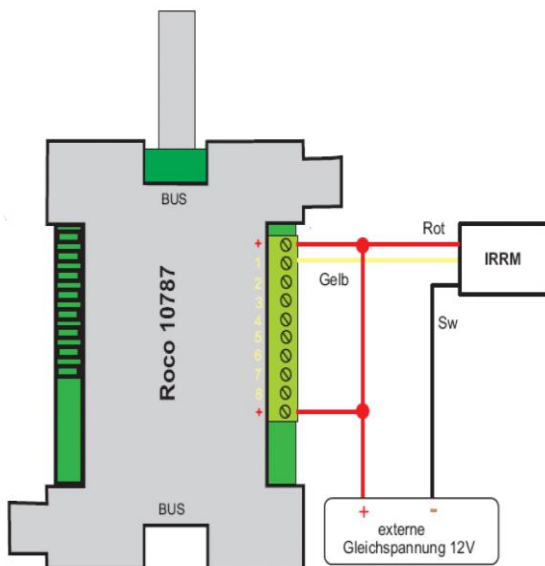 BUS
Roco 10787
+
1
2
3
4
5
6
7
8
+
Rot
Gelb
IRRM
Sw
BUS
+ -
externe
Gleichspannung 12V